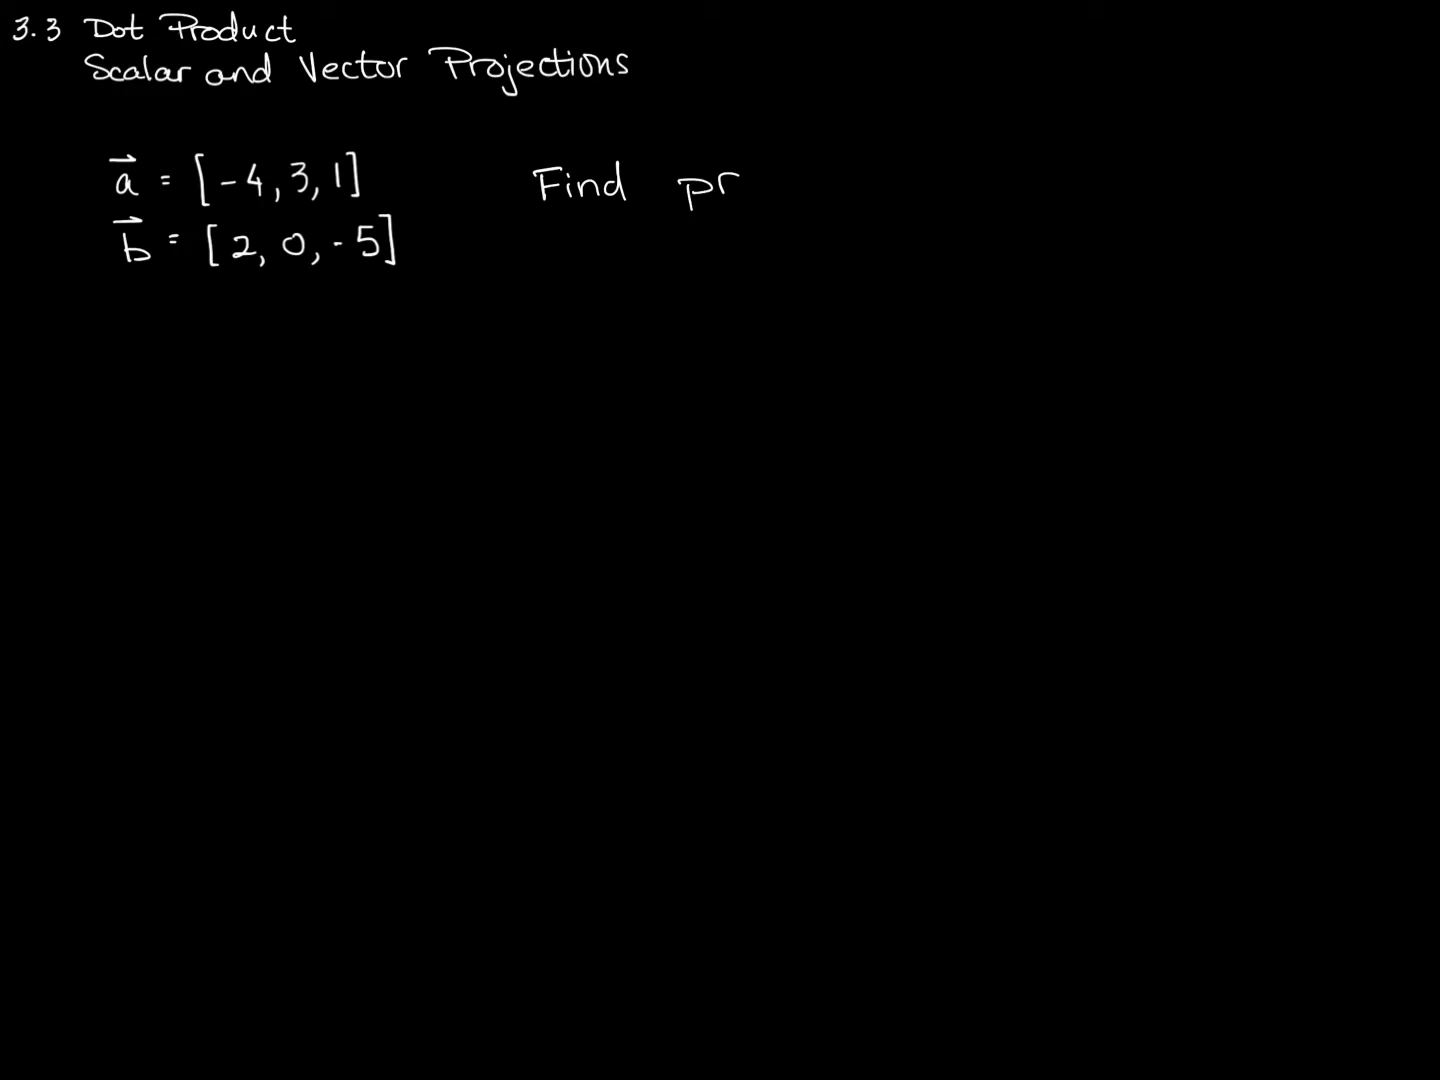 3.3 Dot Product
Scalar and Vector Projections
a⃗ = [-4, 3, 1] Find pr
b⃗ = [2, 0, -5]